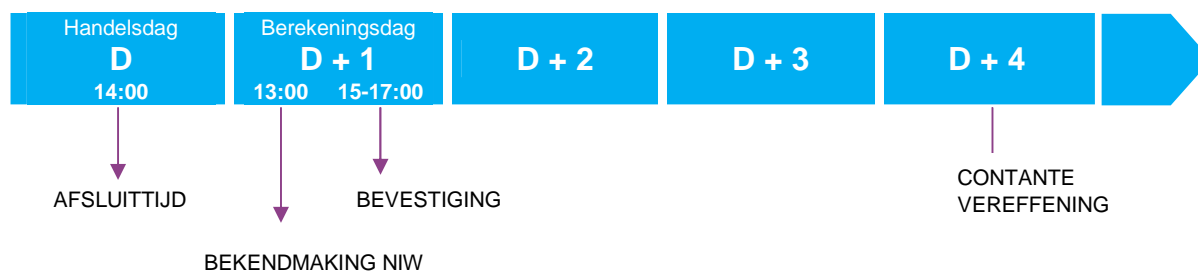 Handelsdag
D
14:00
Berekeningsdag
D + 1
13:00 15-17:00
D + 2
D + 3
D + 4
AFSLUITTIJD
BEVESTIGING
CONTANTE
VEREFFENING
BEKENDMAKING NIW